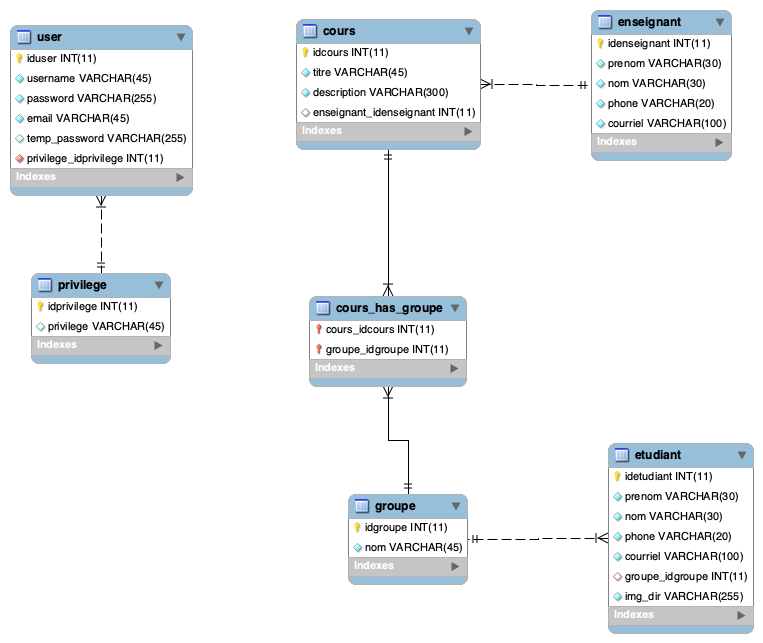 user
iduser INT(11)
username VARCHAR(45)
password VARCHAR(255)
email VARCHAR(45)
temp_password VARCHAR(255)
privilege_idprivilege INT(11)
Indexes
privilege
idprivilege INT(11)
privilege VARCHAR(45)
Indexes
cours
idcours INT(11)
titre VARCHAR(45)
description VARCHAR(300)
enseignant_idenseignant INT(11)
Indexes
enseignant
idenseignant INT(11)
prenom VARCHAR(30)
nom VARCHAR(30)
phone VARCHAR(20)
courriel VARCHAR(100)
Indexes
cours_has_groupe
cours_idcours INT(11)
groupe_idgroupe INT(11)
Indexes
groupe
idgroupe INT(11)
nom VARCHAR(45)
Indexes
etudiant
idetudiant INT(11)
prenom VARCHAR(30)
nom VARCHAR(30)
phone VARCHAR(20)
courriel VARCHAR(100)
groupe_idgroupe INT(11)
img_dir VARCHAR(255)
Indexes